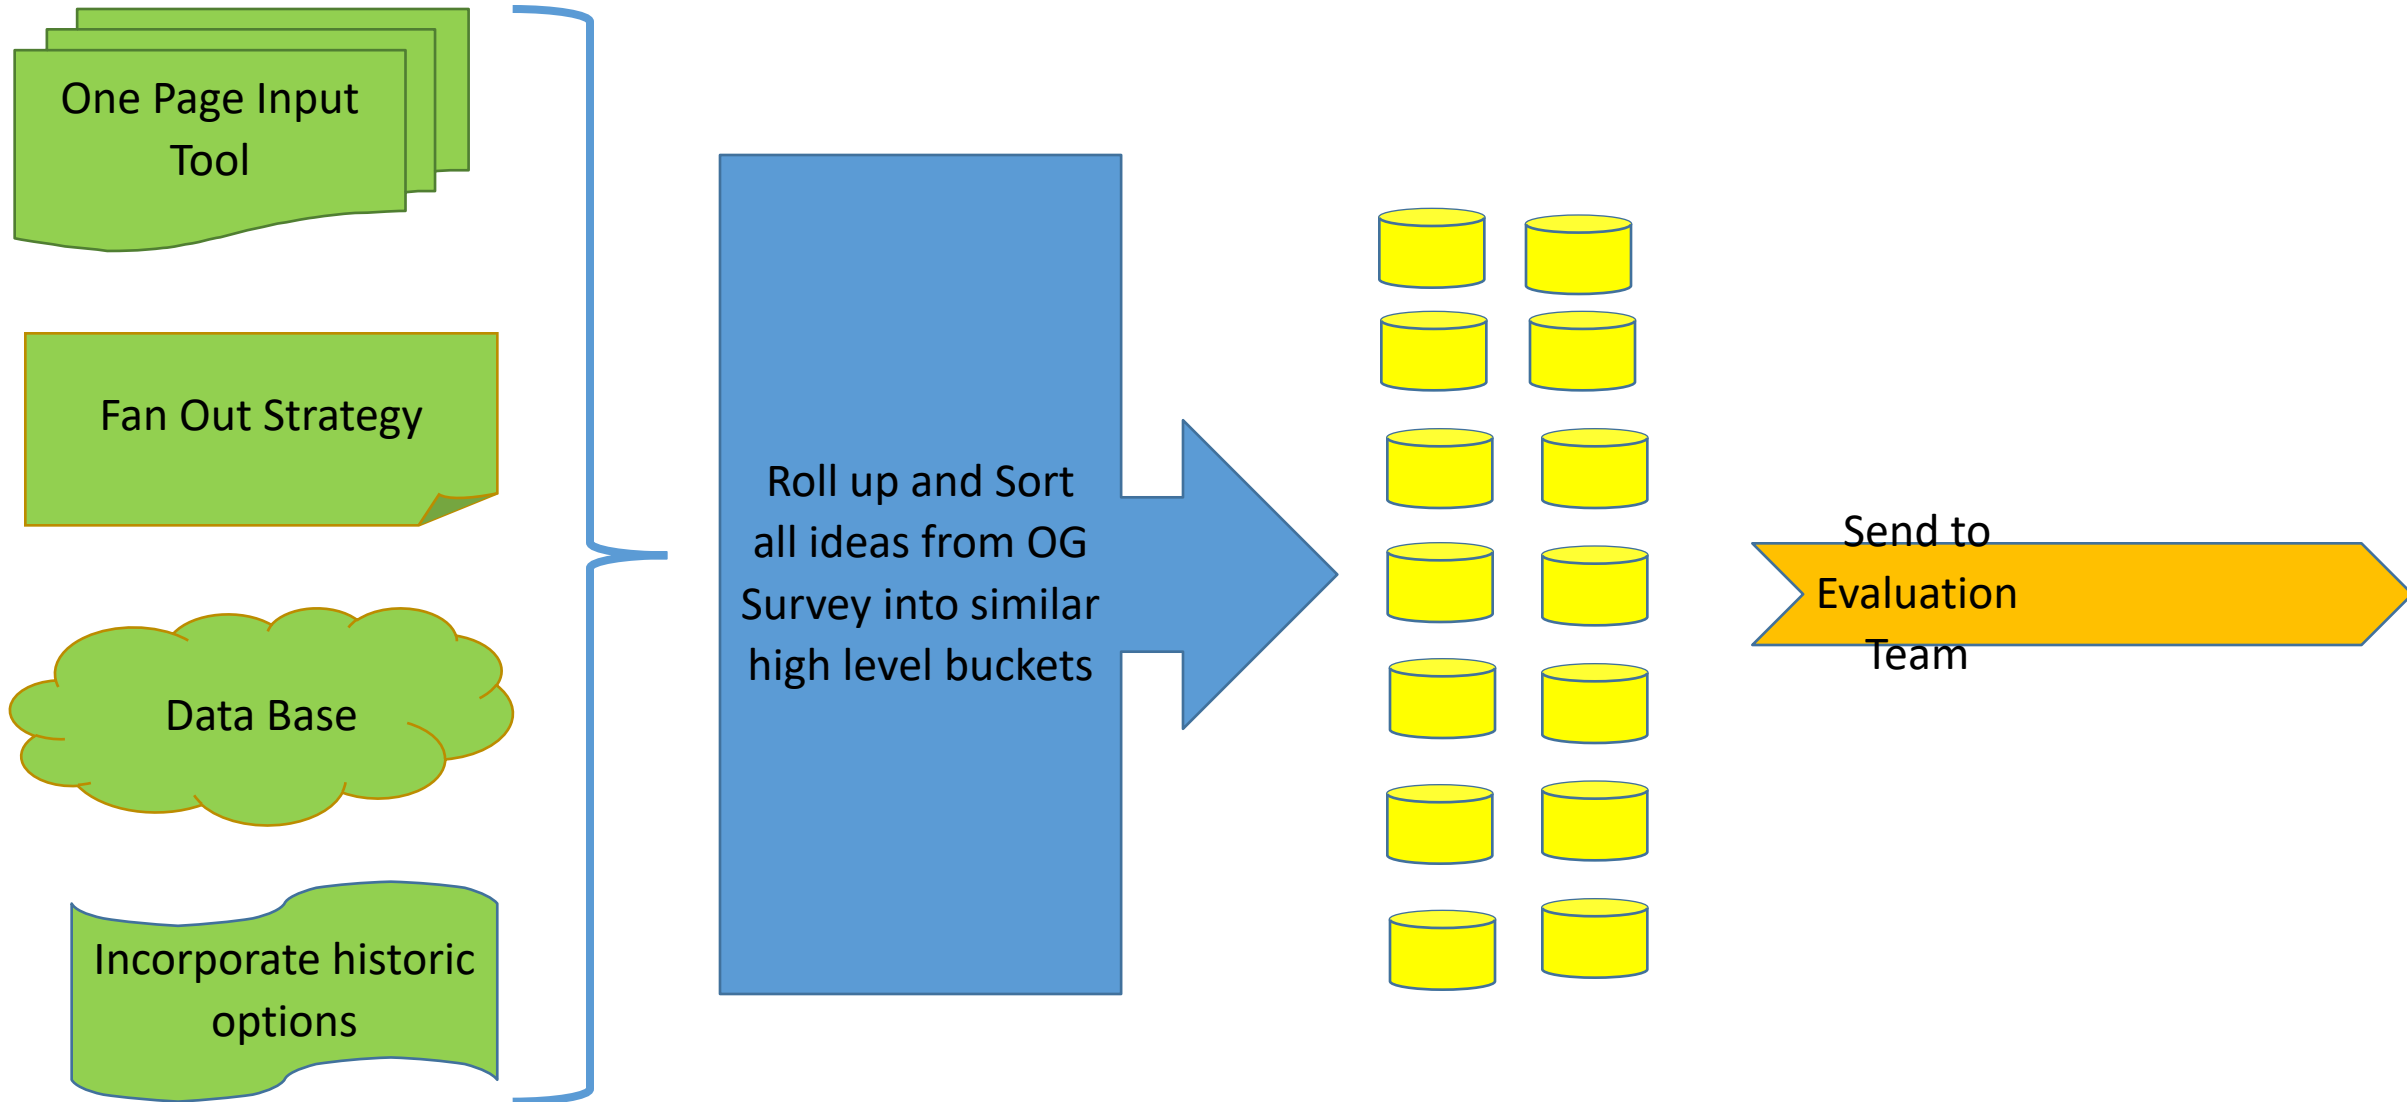 One Page Input
Tool
Fan Out Strategy
Data Base
Incorporate historic
options
Roll up and Sort
all ideas from OG
Survey into similar
high level buckets
Send to
Evaluation
Team